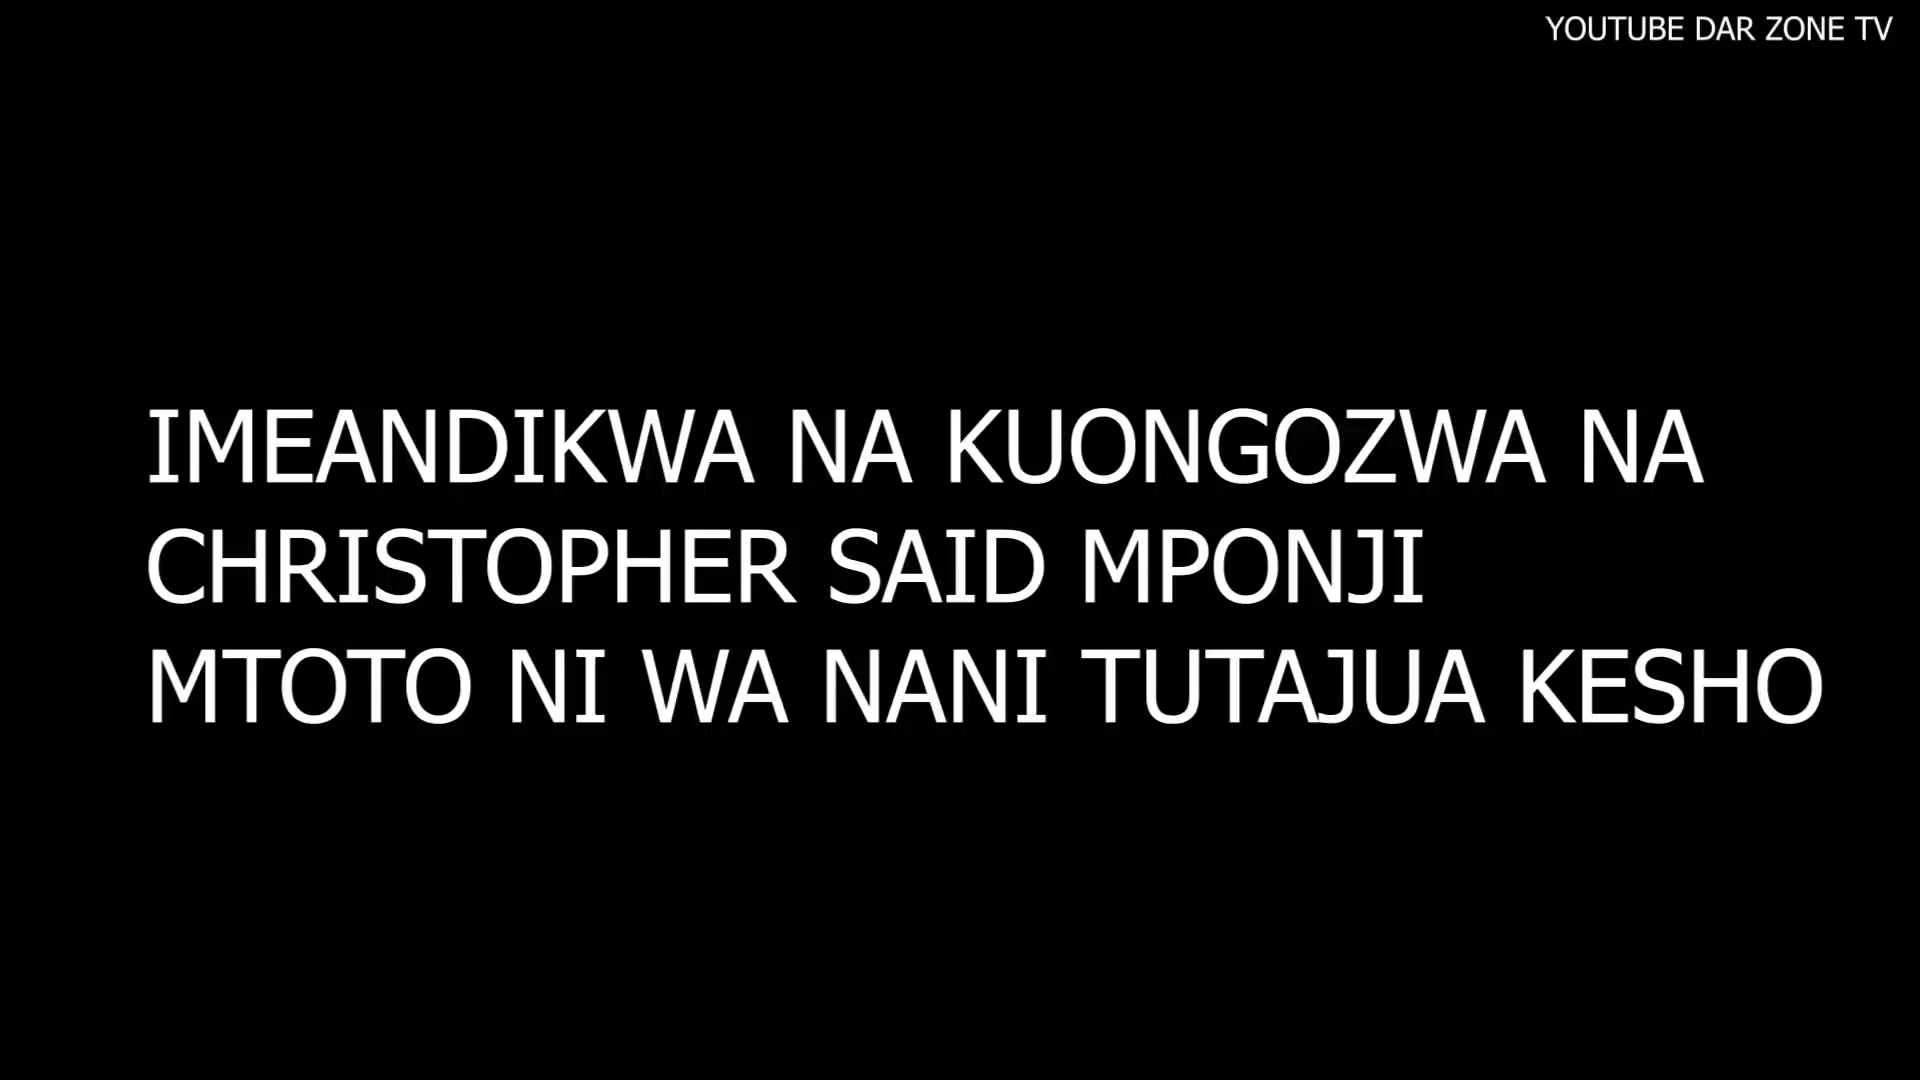 YOUTUBE DAR ZONE TV
IMEANDIKWA NA KUONGOZWA NA
CHRISTOPHER SAID MPONJI
MTOTO NI WA NANI TUTAJUA KESHO